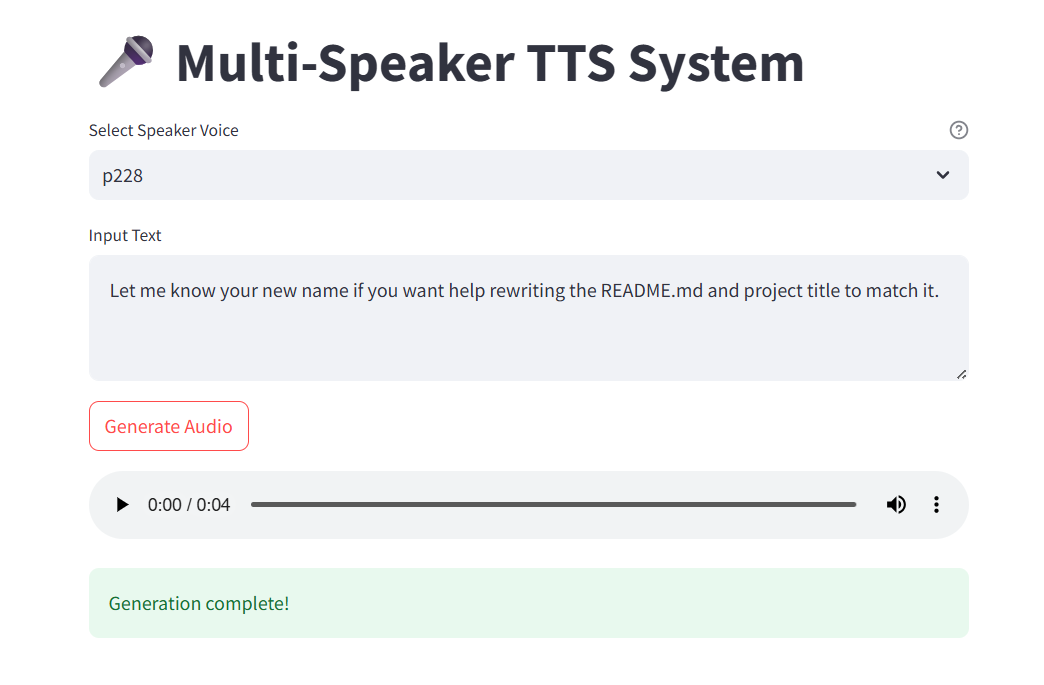 Multi-Speaker TTS System
Select Speaker Voice
p228
Input Text
Let me know your new name if you want help rewriting the README.md and project title to match it.
Generate Audio
0:00 / 0:04
Generation complete!